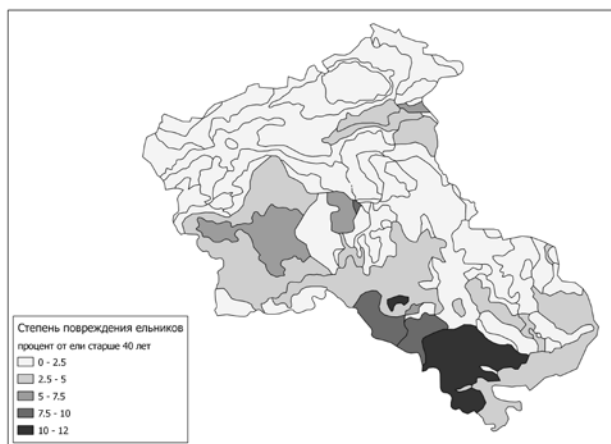 Степень повреждения ельников
процент от ели старше 40 лет
0 - 2.5
2.5 - 5
5 - 7.5
7.5 - 10
10 - 12